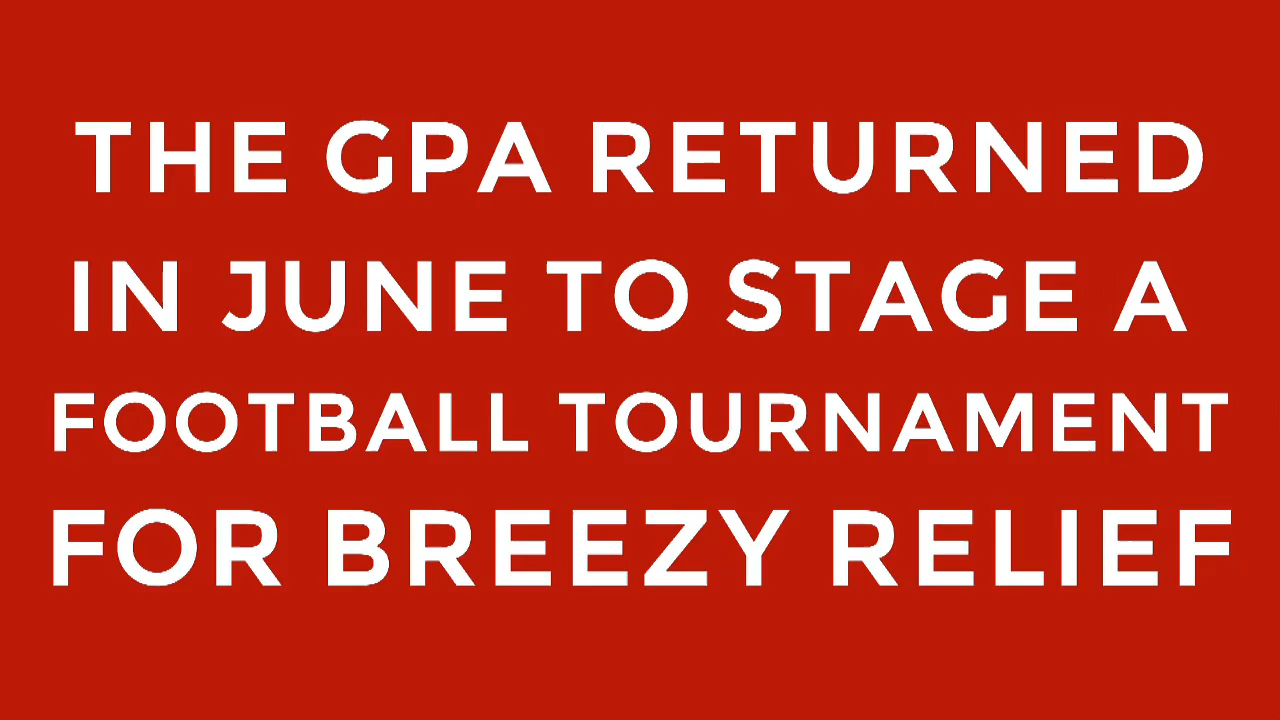 THE GPA RETURNED
IN JUNE TO STAGE A
FOOTBALL TOURNAMENT
FOR BREEZY RELIEF